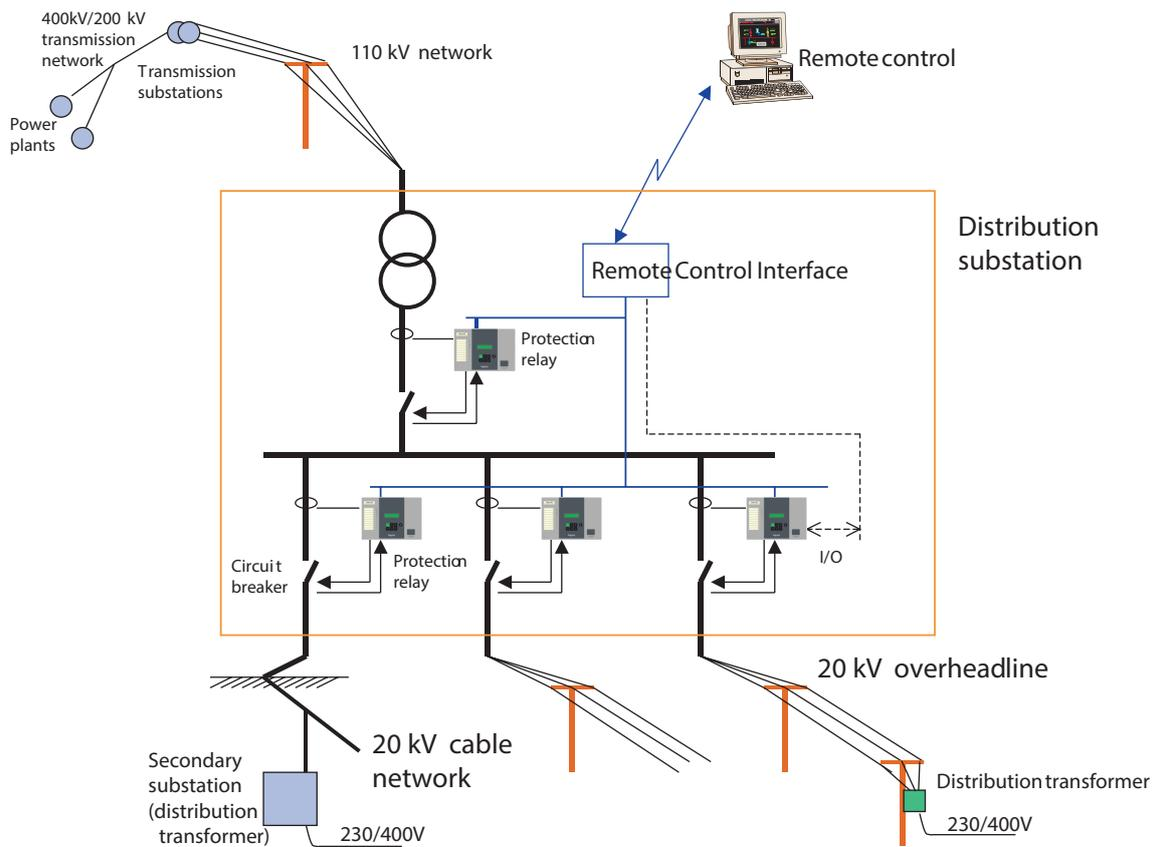 400kV/200 kV
transmission
network
Transmission
substations
Power
plants
110 kV network
Remote control
Distribution
substation
Remote Control Interface
Protection
relay
Circuit
breaker
Protection
relay
I/O
20 kV overheadline
20 kV cable
network
Secondary
substation
(distribution
transformer)
230/400V
Distribution transformer
230/400V